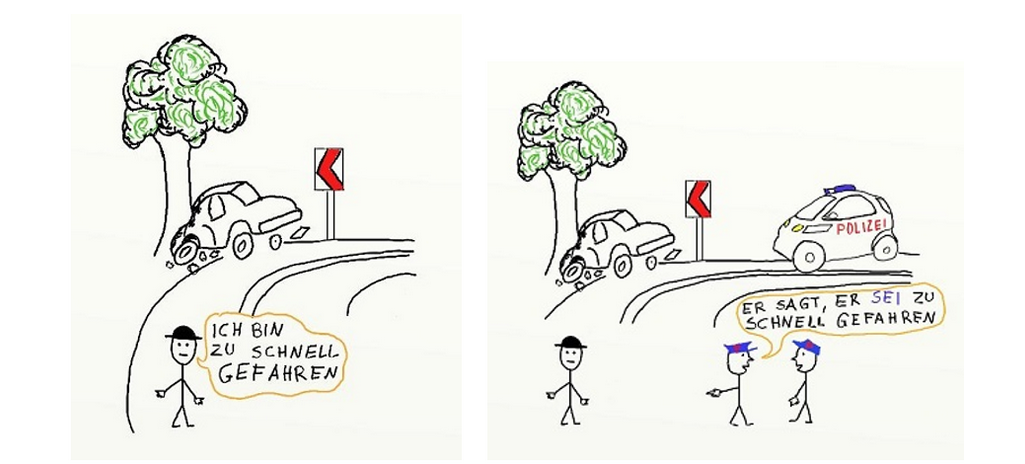 ICH BIN
ZU SCHNELL
GEFAHREN
POLIZEI
ER SAGT, ER SEI ZU
SCHNELL GEFAHREN